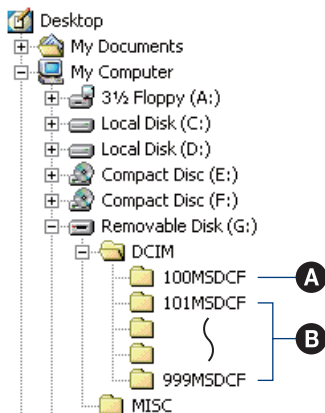 Desktop
My Documents
My Computer
3½ Floppy (A:)
Local Disk (C:)
Local Disk (D:)
Compact Disc (E:)
Compact Disc (F:)
Removable Disk (G:)
DCIM
100MSDCF A
101MSDCF
B
999MSDCF
MISC